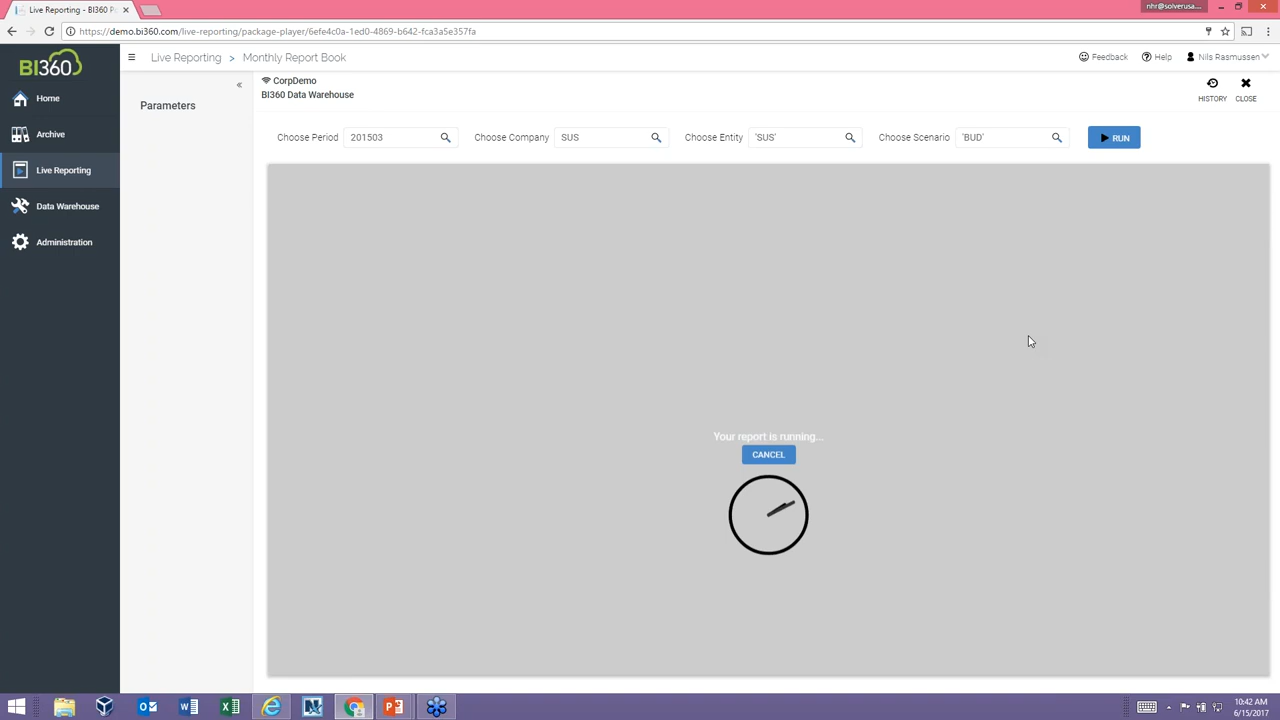 Live Reporting - BI360 P
nhr@solverusa....
https://demo.bi360.com/live-reporting/package-player/6efe4c0a-1ed0-4869-b642-fca3a5e357fa
BI360
Live Reporting > Monthly Report Book
Feedback
Help
Nils Rasmussen
Home
Archive
Live Reporting
Data Warehouse
Administration
Parameters
«
CorpDemo
BI360 Data Warehouse
HISTORY
CLOSE
Choose Period 201503 Choose Company SUS Choose Entity 'SUS' Choose Scenario 'BUD' RUN
Your report is running...
CANCEL
10:42 AM
6/15/2017